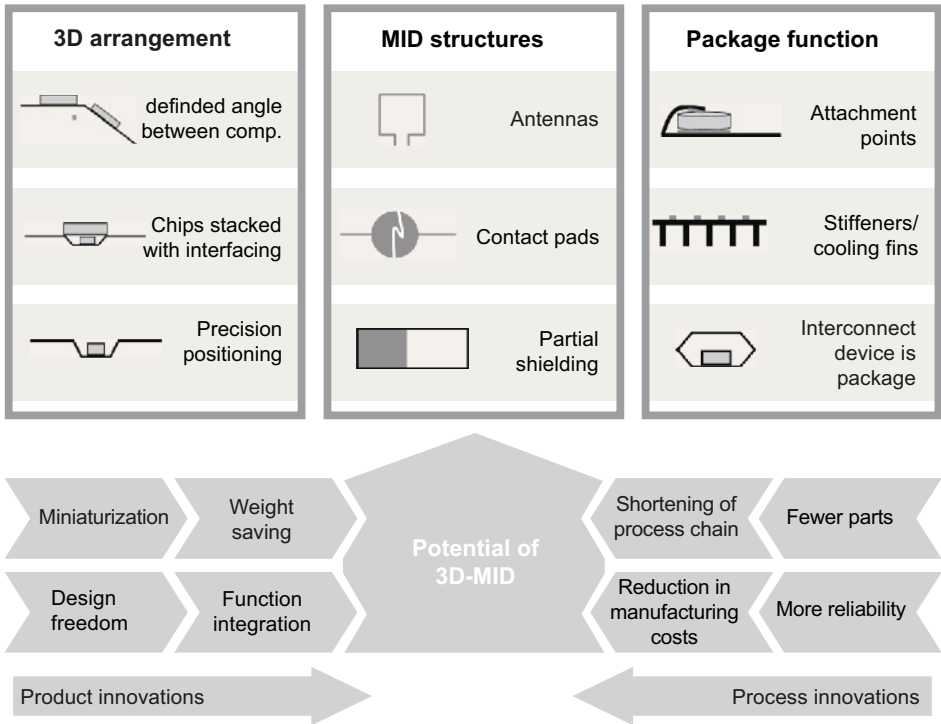 3D arrangement
definded angle
between comp.
Chips stacked
with interfacing
Precision
positioning
MID structures
Antennas
Contact pads
Partial
shielding
Package function
Attachment
points
Stiffeners/
cooling fins
Interconnect
device is
package
Miniaturization
Weight
saving
Design
freedom
Function
integration
Potential of
3D-MID
Shortening of
process chain
Fewer parts
Reduction in
manufacturing
costs
More reliability
Product innovations
Process innovations